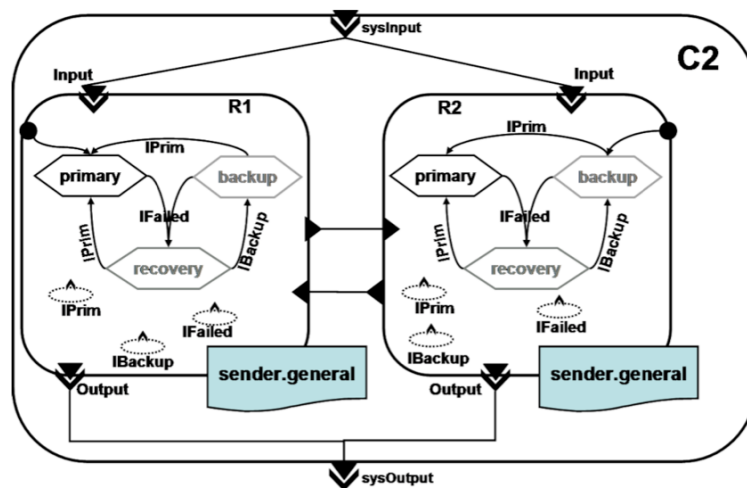 sysInput
C2
Input
Input
R1
R2
IPrim
IPrim
primary
backup
primary
backup
IFailed
IFailed
IPrim
IBackup
IPrim
IBackup
recovery
recovery
IPrim
IPrim
IFailed
IFailed
IBackup
IBackup
sender.general
sender.general
Output
Output
sysOutput